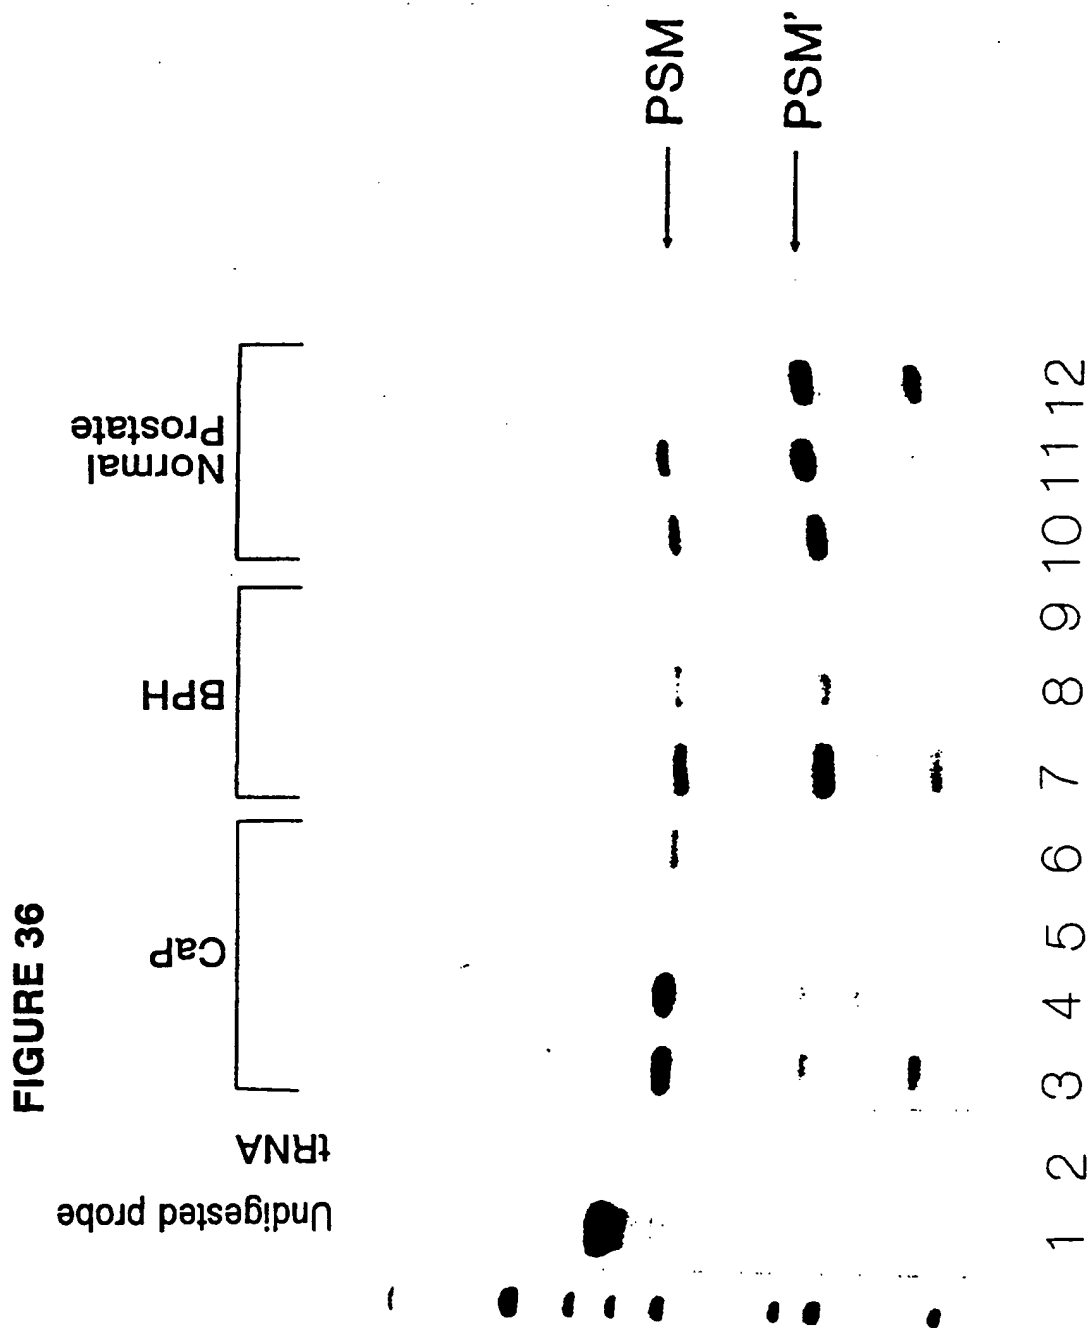 FIGURE 36
Undigested probe
tRNA
CaP
BPH
Normal
Prostate
PSM
PSM'
1 2 3 4 5 6 7 8 9 10 11 12